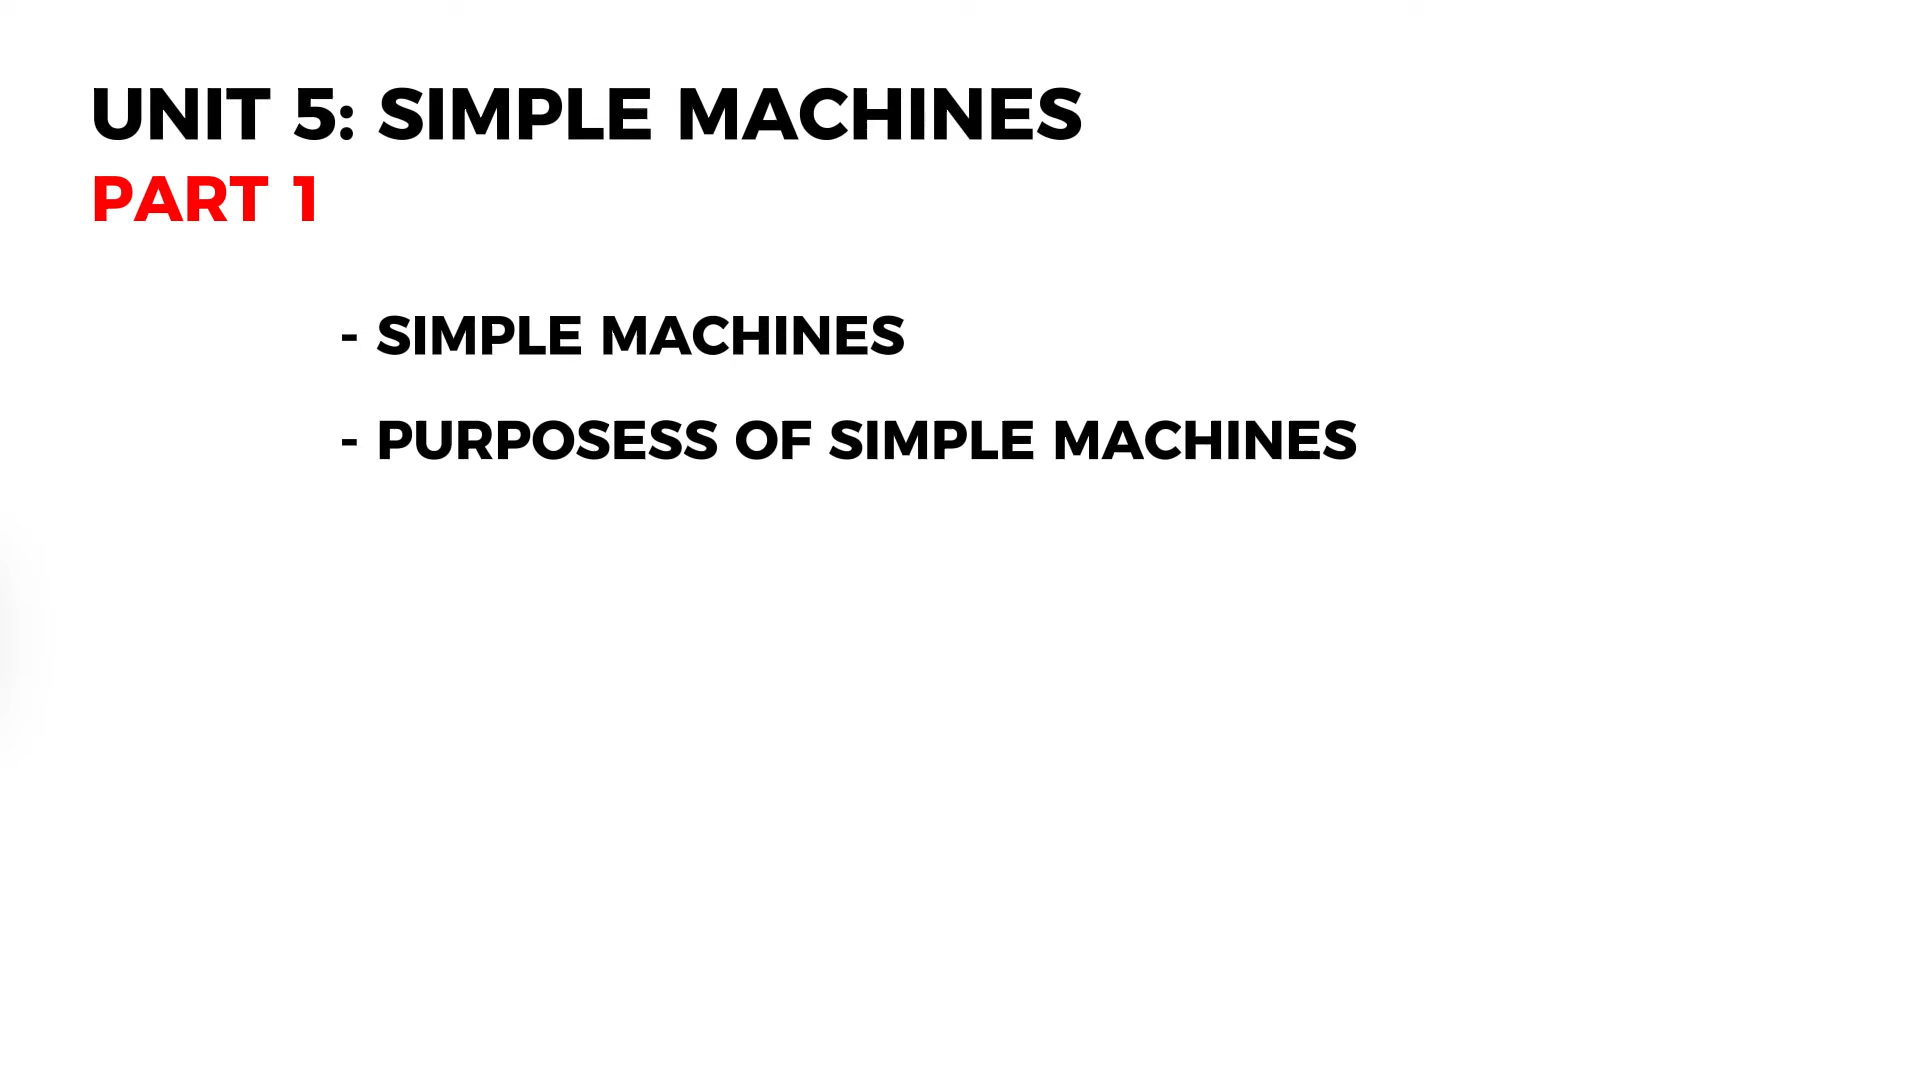 UNIT 5: SIMPLE MACHINES
PART 1
- SIMPLE MACHINES
- PURPOSESS OF SIMPLE MACHINES